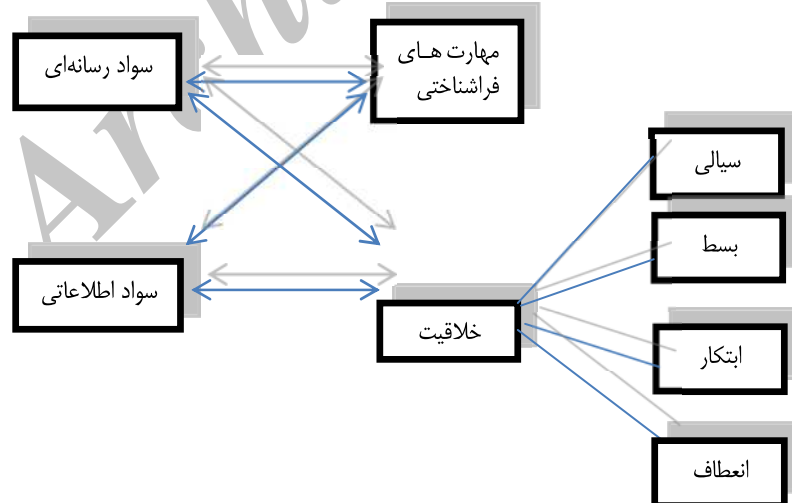 سواد رسانه‌ای
مهارت هـای
فراشناختی
سواد اطلاعاتی
خلاقیت
سیالی
بسط
ابتکار
انعطاف